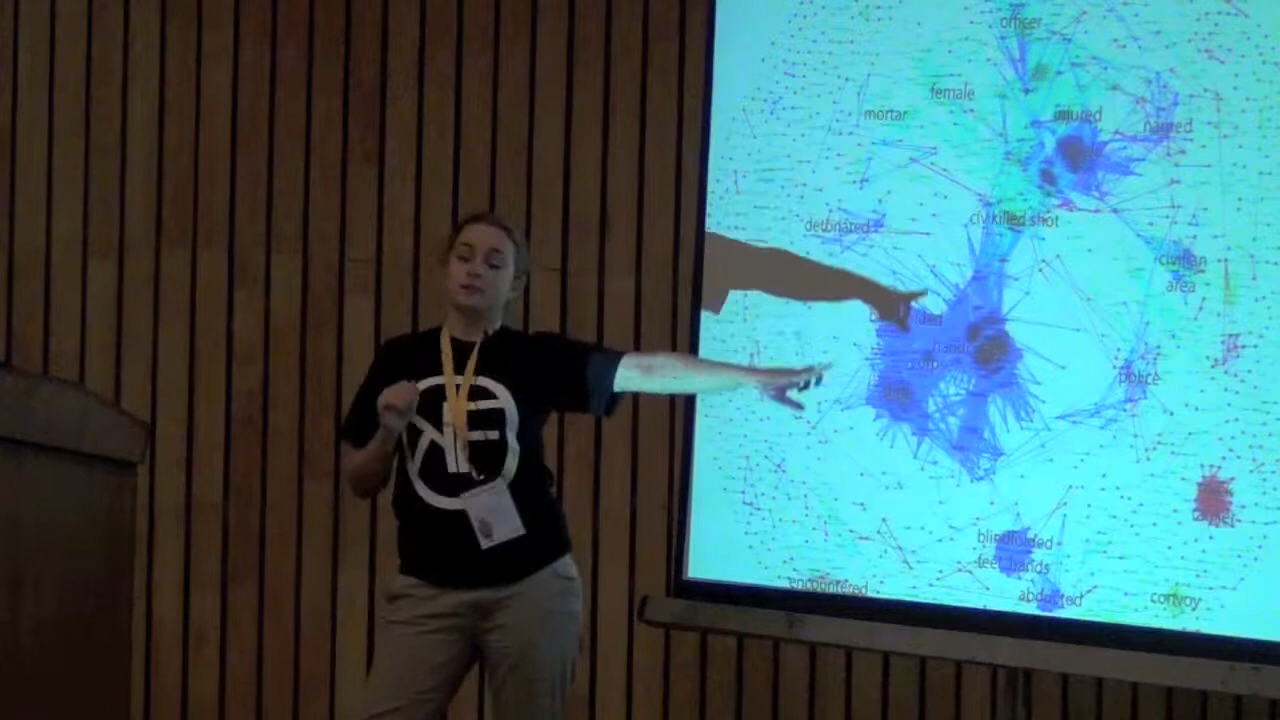 officer
female
mortar
injured
named
detonated
civ killed shot
civilian
area
police
blindfolded
feet hands
encountered
abducted
convoy